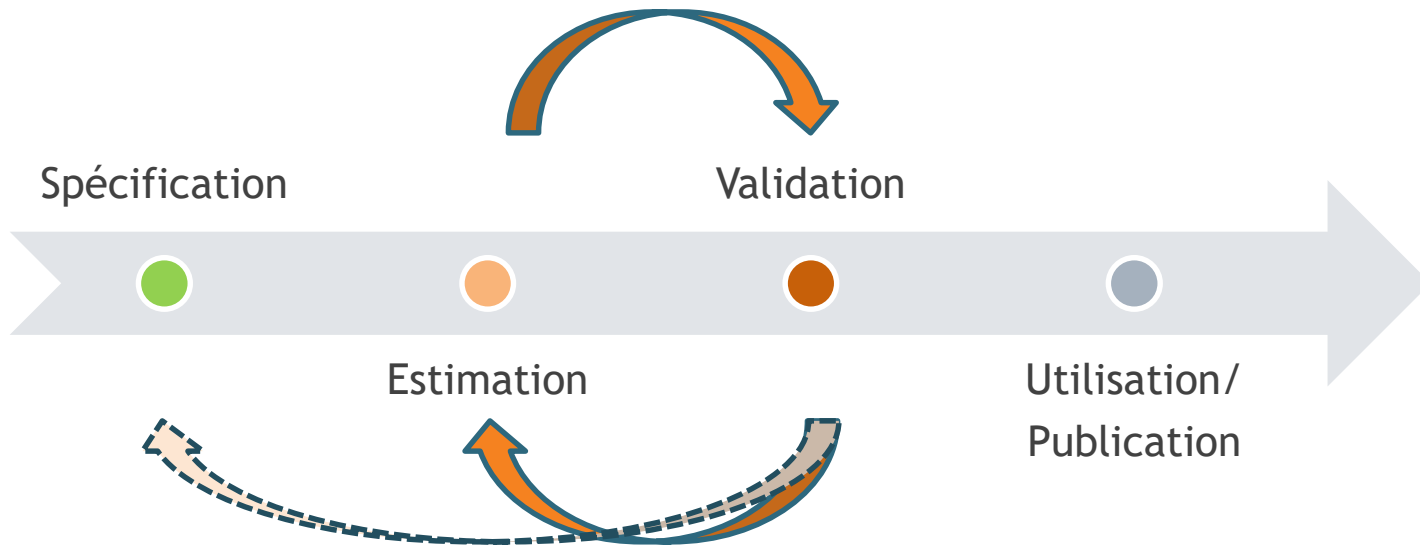 Spécification
Validation
Estimation
Utilisation/
Publication